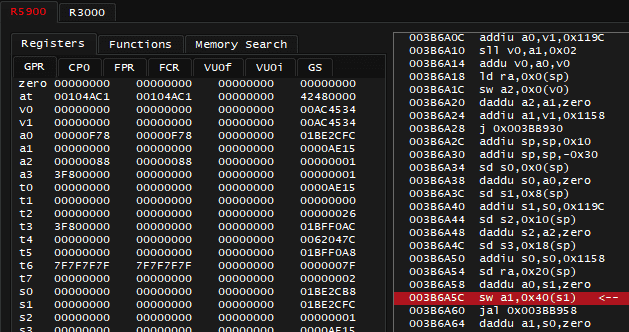 R5900 R3000
Registers Functions Memory Search
GPR CP0 FPR FCR VU0f VU0i GS
zero 00000000 00000000 00000000 00000000
at 00104AC1 00104AC1 00000000 42480000
v0 00000000 00000000 00000000 00AC4534
v1 00000000 00000000 00000000 00AC4534
a0 00000F78 00000F78 00000000 01BE2CFC
a1 00000000 00000000 00000000 0000AE15
a2 00000088 00000088 00000000 00000001
a3 3F800000 00000000 00000000 00000001
t0 00000000 00000000 00000000 0000AE15
t1 00000000 00000000 00000000 00000000
t2 00000000 00000000 00000000 00000026
t3 3F800000 00000000 00000000 01BFF0AC
t4 00000000 00000000 00000000 0062047C
t5 00000000 00000000 00000000 01BFF0AC
t6 7F7F7F7F 7F7F7F7F 00000000 0000007F
t7 00000000 00000000 00000000 00000002
s0 00000000 00000000 00000000 01BE2CB8
s1 00000000 00000000 00000000 01BE2CFC
s2 00000000 00000000 00000000 00000001
s3 00000000 00000000 00000000 0000AE15
003B6A0C addiu a0,v1,0x119C
003B6A10 sll v0,a1,0x02
003B6A14 addu v0,a0,v0
003B6A18 ld ra,0x0(sp)
003B6A1C sw a2,0x0(v0)
003B6A20 daddu a2,a1,zero
003B6A24 addiu a1,v1,0x1158
003B6A28 j 0x003BB930
003B6A2C addiu sp,sp,0x10
003B6A30 addiu sp,sp,-0x30
003B6A34 sd s0,0x0(sp)
003B6A38 daddu s0,a0,zero
003B6A3C sd s1,0x8(sp)
003B6A40 addiu s1,s0,0x119C
003B6A44 sd s2,0x10(sp)
003B6A48 daddu s2,a2,zero
003B6A4C sd s3,0x18(sp)
003B6A50 addiu s0,s0,0x1158
003B6A54 sd ra,0x20(sp)
003B6A58 daddu a0,s1,zero
003B6A5C sw a1,0x40(s1) <--
003B6A60 jal 0x003BB958
003B6A64 daddu a1,s0,zero